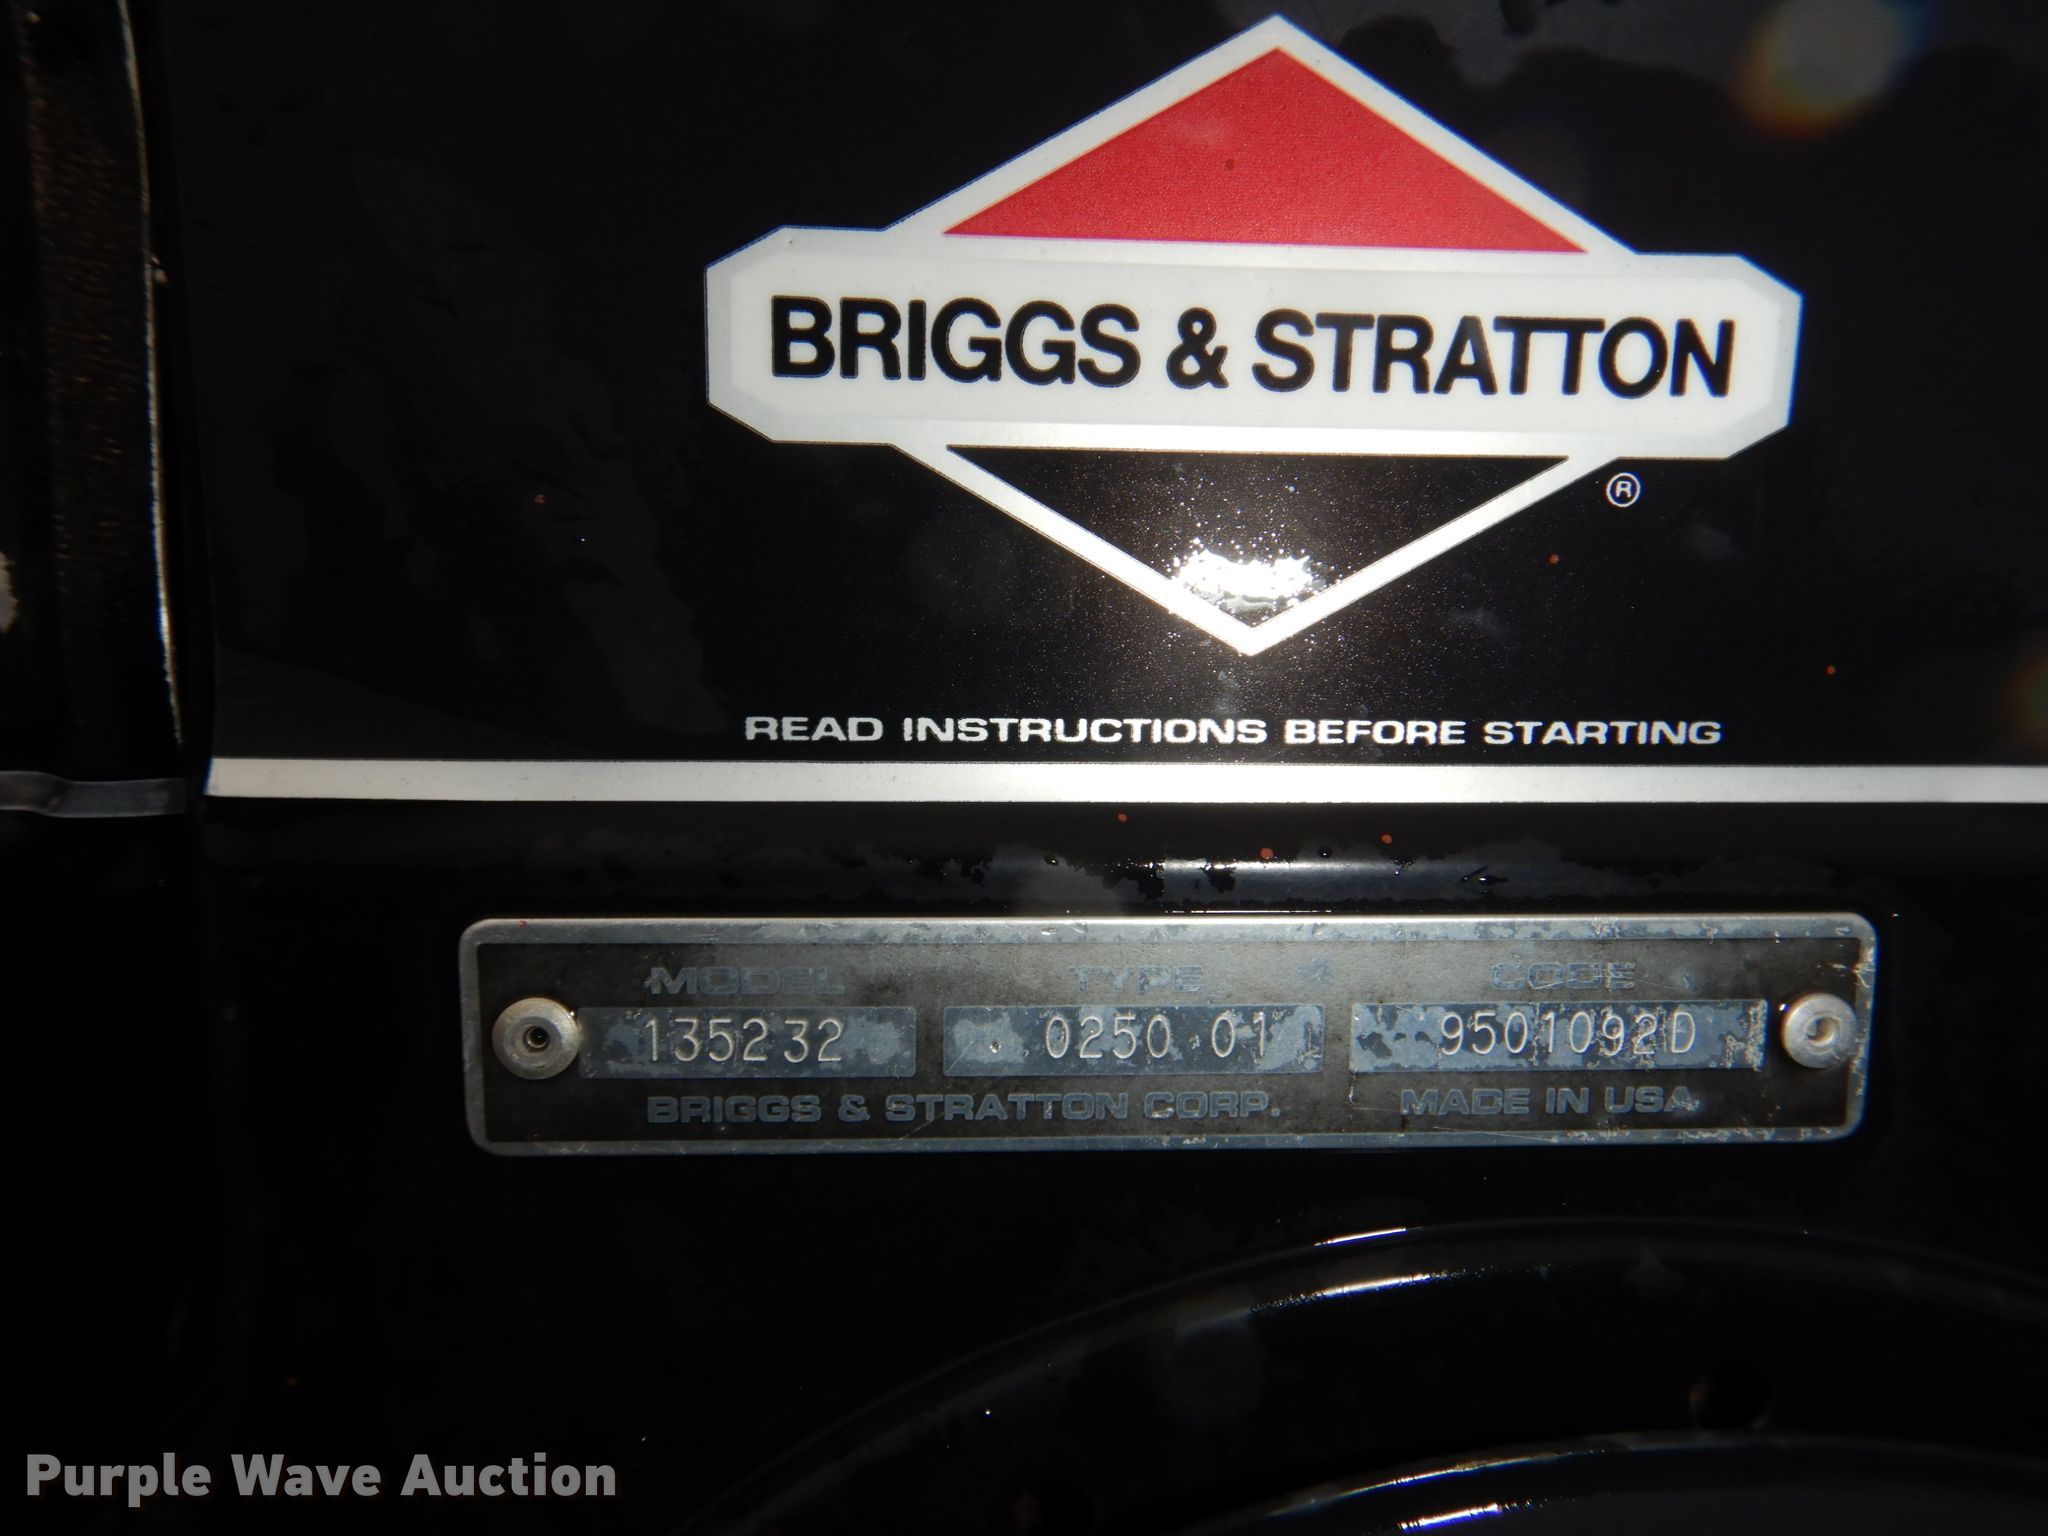 BRIGGS & STRATTON
®
READ INSTRUCTIONS BEFORE STARTING
MODEL TYPE CODE
135232 0250 01 9501092D
BRIGGS & STRATTON CORP. MADE IN USA
Purple Wave Auction